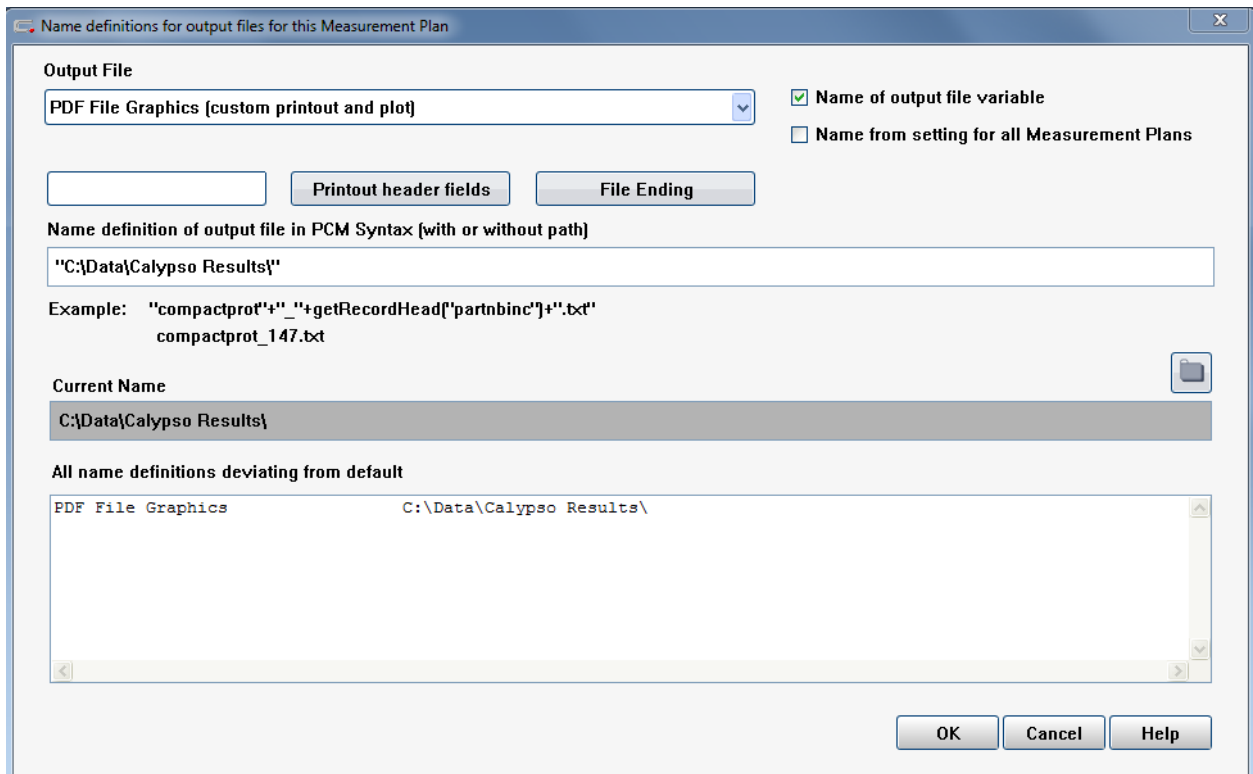 Name definitions for output files for this Measurement Plan
x
Output File
PDF File Graphics (custom printout and plot)
Name of output file variable
Name from setting for all Measurement Plans
Printout header fields
File Ending
Name definition of output file in PCM Syntax (with or without path)
"C:\Data\Calypso Results\"
Example: "compactprot"+"_"+getRecordHead("partnbinc")+".txt"
compactprot_147.txt
Current Name
C:\Data\Calypso Results\
All name definitions deviating from default
PDF File Graphics C:\Data\Calypso Results\
OK Cancel Help